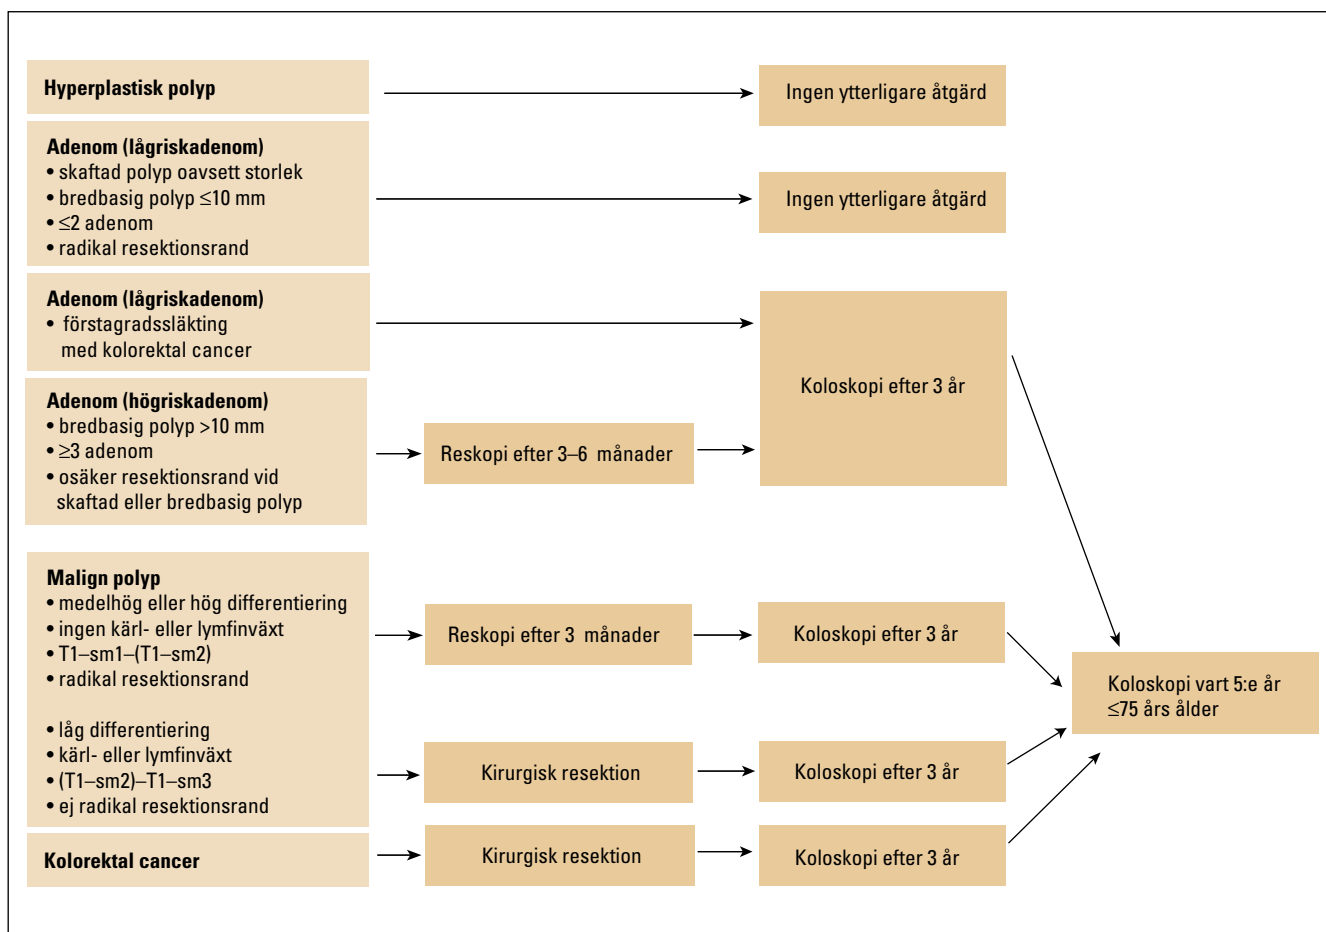 Hyperplastisk polyp
Ingen ytterligare åtgärd
Adenom (lågriskadenom)
• skaftad polyp oavsett storlek
• bredbasig polyp ≤10 mm
• ≤2 adenom
• radikal resektionsrand
Ingen ytterligare åtgärd
Adenom (lågriskadenom)
• förstagradssläkting
med kolorektal cancer
Adenom (högriskadenom)
• bredbasig polyp >10 mm
• ≥3 adenom
• osäker resektionsrand vid
skaftad eller bredbasig polyp
Reskopi efter 3–6 månader
Koloskopi efter 3 år
Malign polyp
• medelhög eller hög differentiering
• ingen kärl- eller lymfinväxt
• T1–sm1–(T1–sm2)
• radikal resektionsrand
Reskopi efter 3 månader
Koloskopi efter 3 år
• låg differentiering
• kärl- eller lymfinväxt
• (T1–sm2)–T1–sm3
• ej radikal resektionsrand
Kirurgisk resektion
Koloskopi efter 3 år
Kolorektal cancer
Kirurgisk resektion
Koloskopi efter 3 år
Koloskopi vart 5:e år
≤75 års ålder